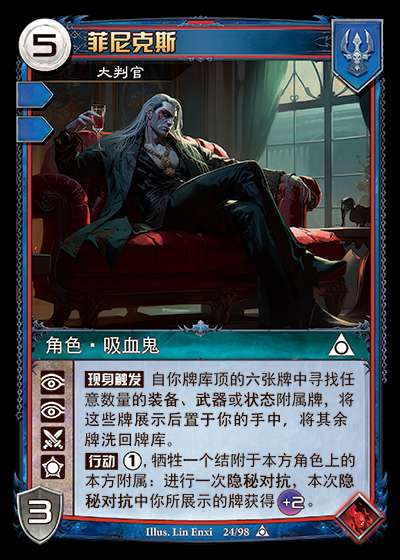 5
菲尼克斯
大判官
角色·吸血鬼
现身触发 自你牌库顶的六张牌中寻找任
意数量的装备、武器或状态附属牌,将
这些牌展示后置于你的手中,将其余
牌洗回牌库。
行动 ①,牺牲一个结附于本方角色上的
本方附属:进行一次隐秘对抗,本次隐
秘对抗中你所展示的牌获得 +2。
3
Illus. Lin Enxi 24/98